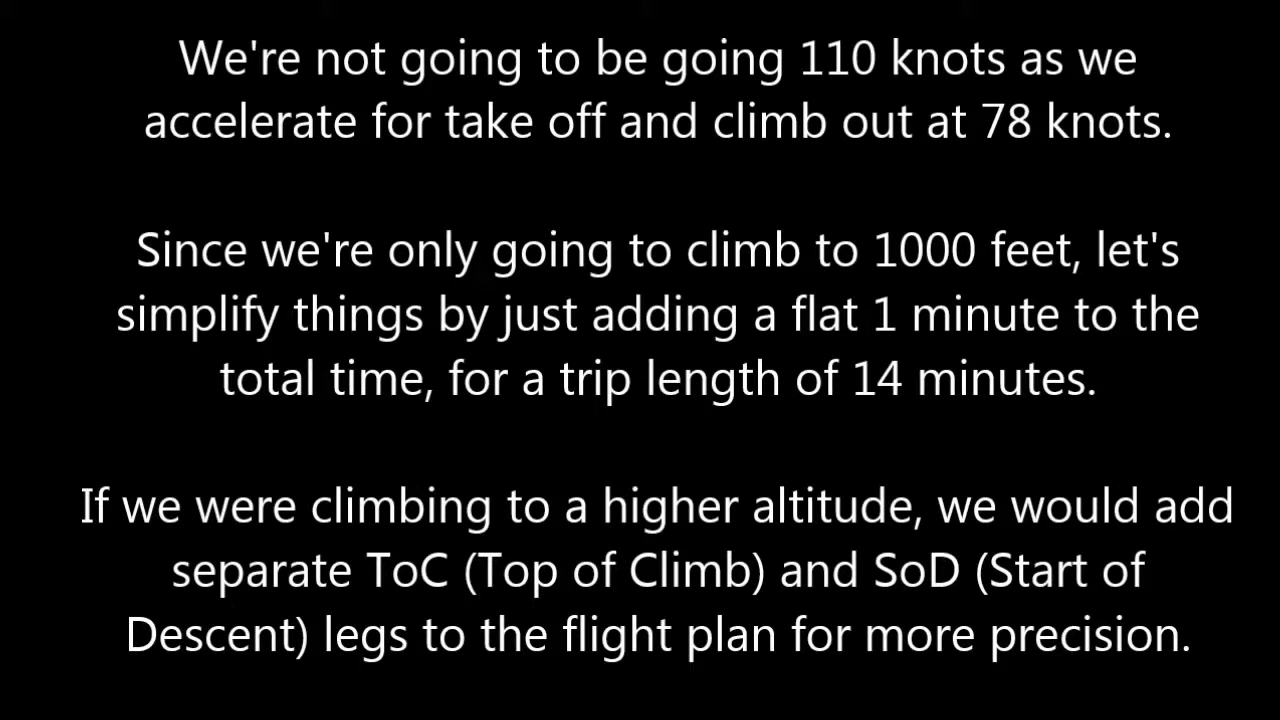 We're not going to be going 110 knots as we
accelerate for take off and climb out at 78 knots.
Since we're only going to climb to 1000 feet, let's
simplify things by just adding a flat 1 minute to the
total time, for a trip length of 14 minutes.
If we were climbing to a higher altitude, we would add
separate ToC (Top of Climb) and SoD (Start of
Descent) legs to the flight plan for more precision.